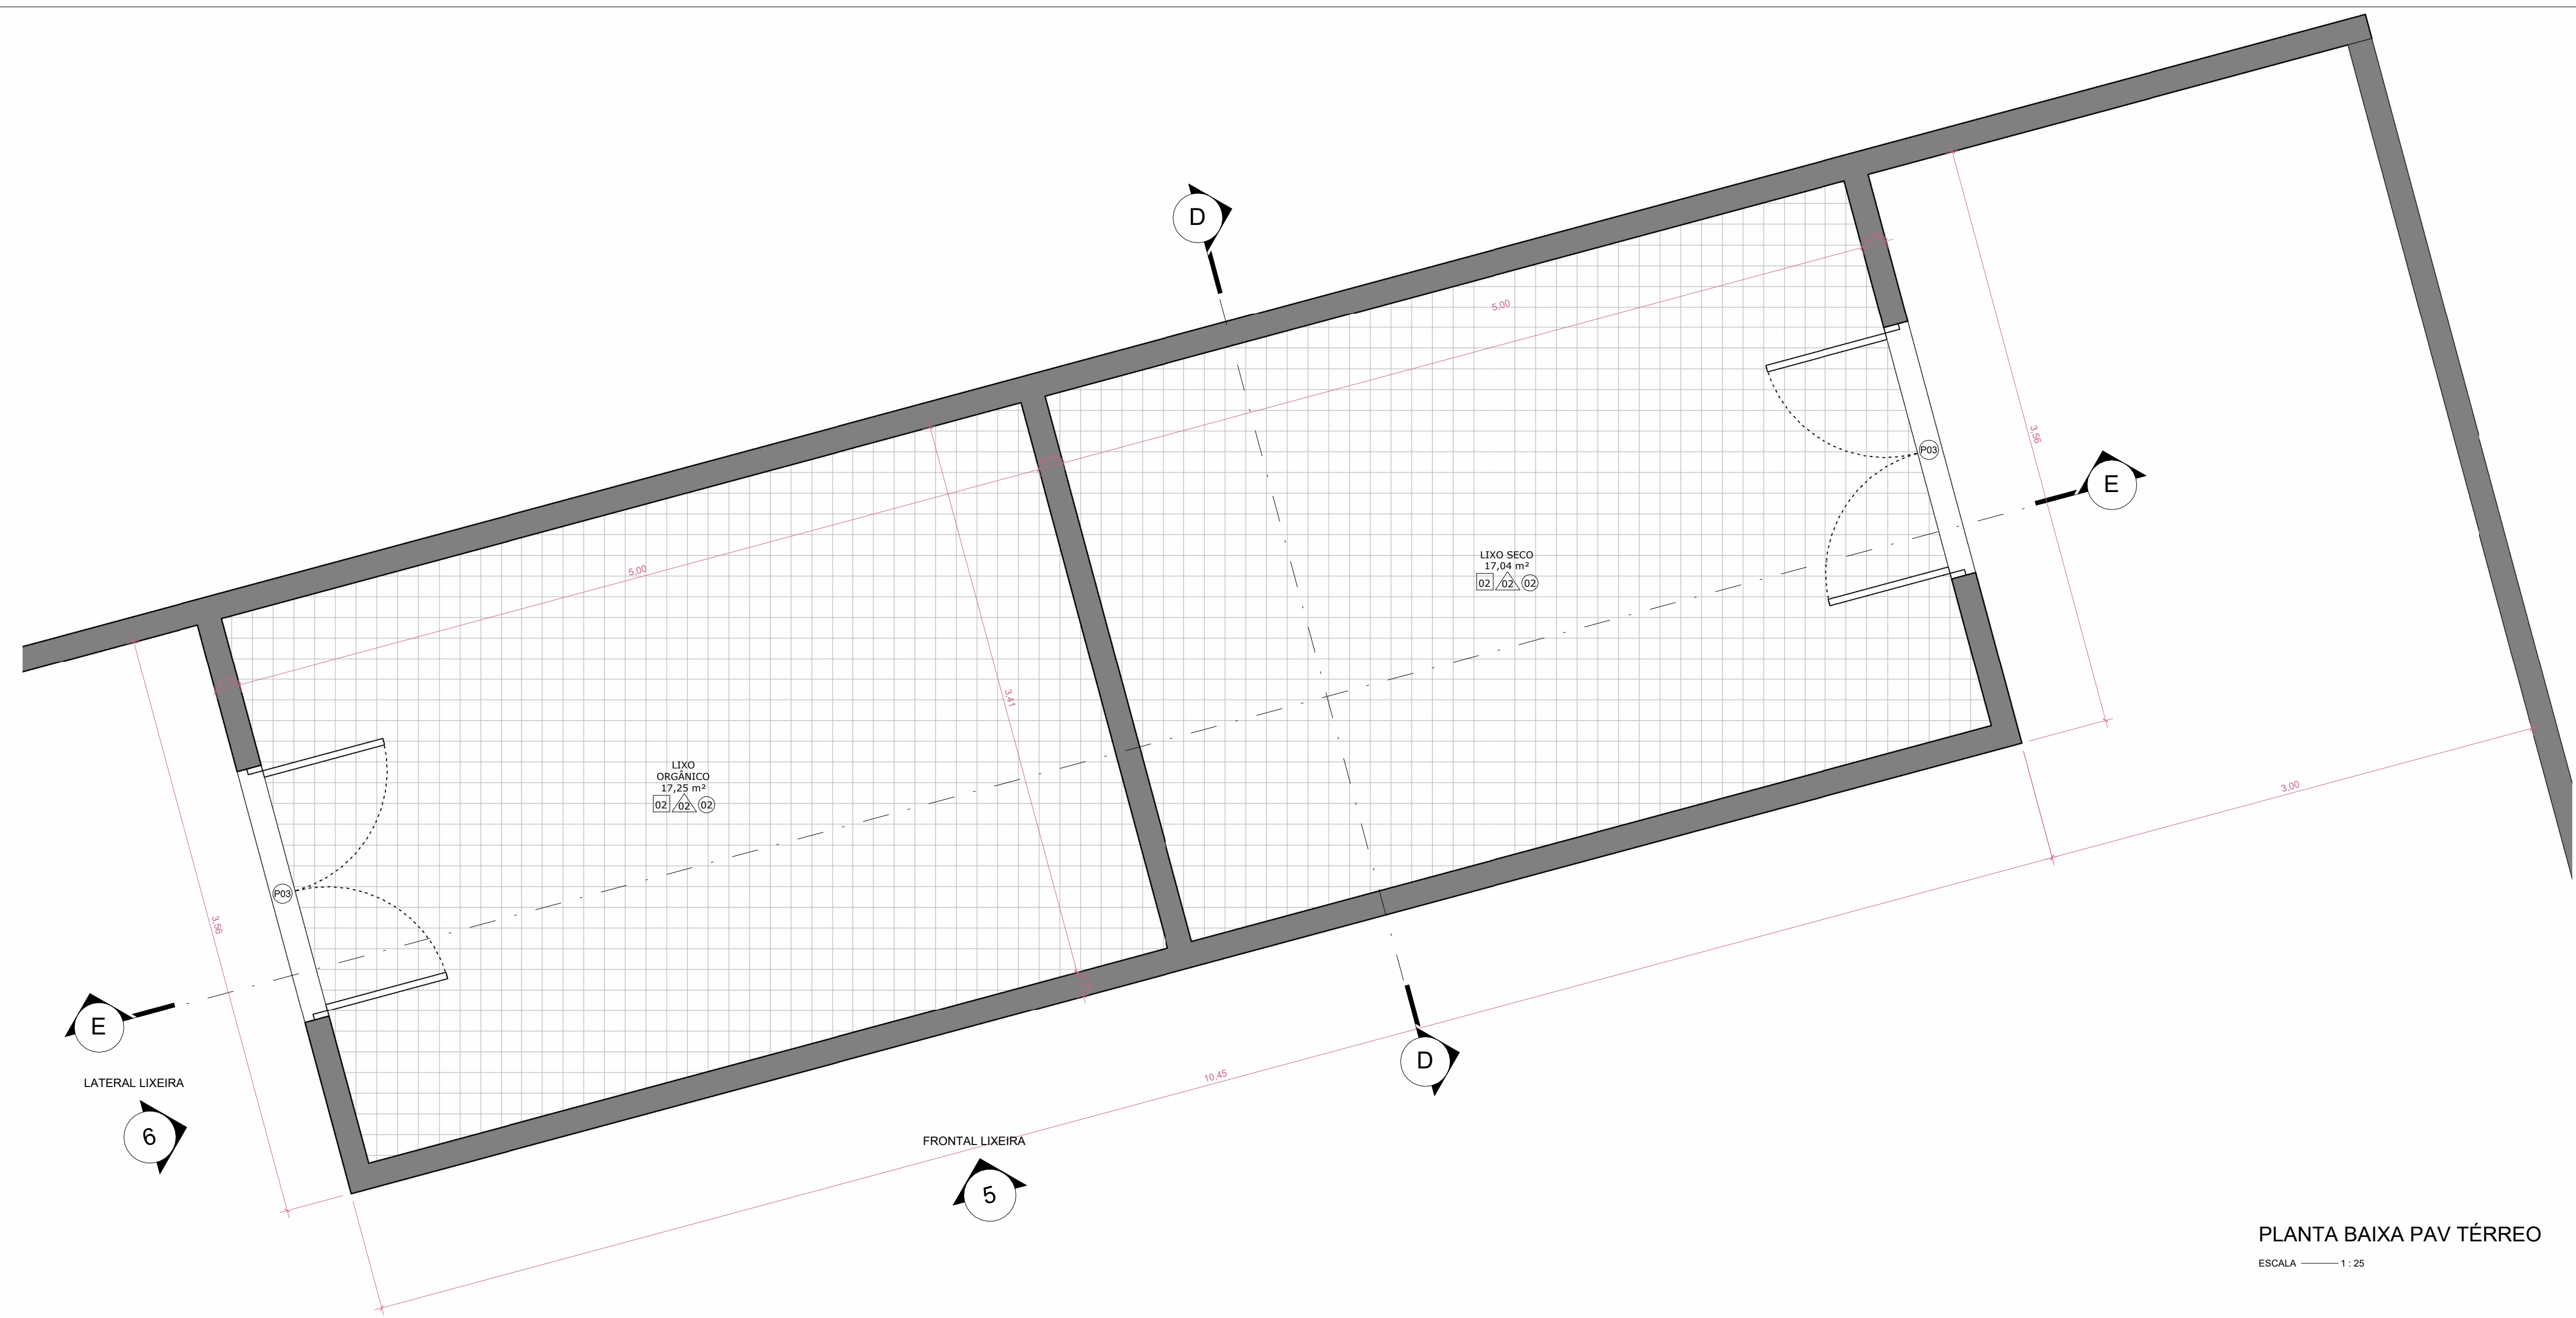 D
5,00
3,56
P03
E
LIXO SECO
17,04 m²
02 02 02
5,00
3,41
LIXO
ORGÂNICO
17,25 m²
02 02 02
P03
3,56
3,00
E
D
LATERAL LIXEIRA
6
10,45
FRONTAL LIXEIRA
5
PLANTA BAIXA PAV TÉRREO
ESCALA 1 : 25